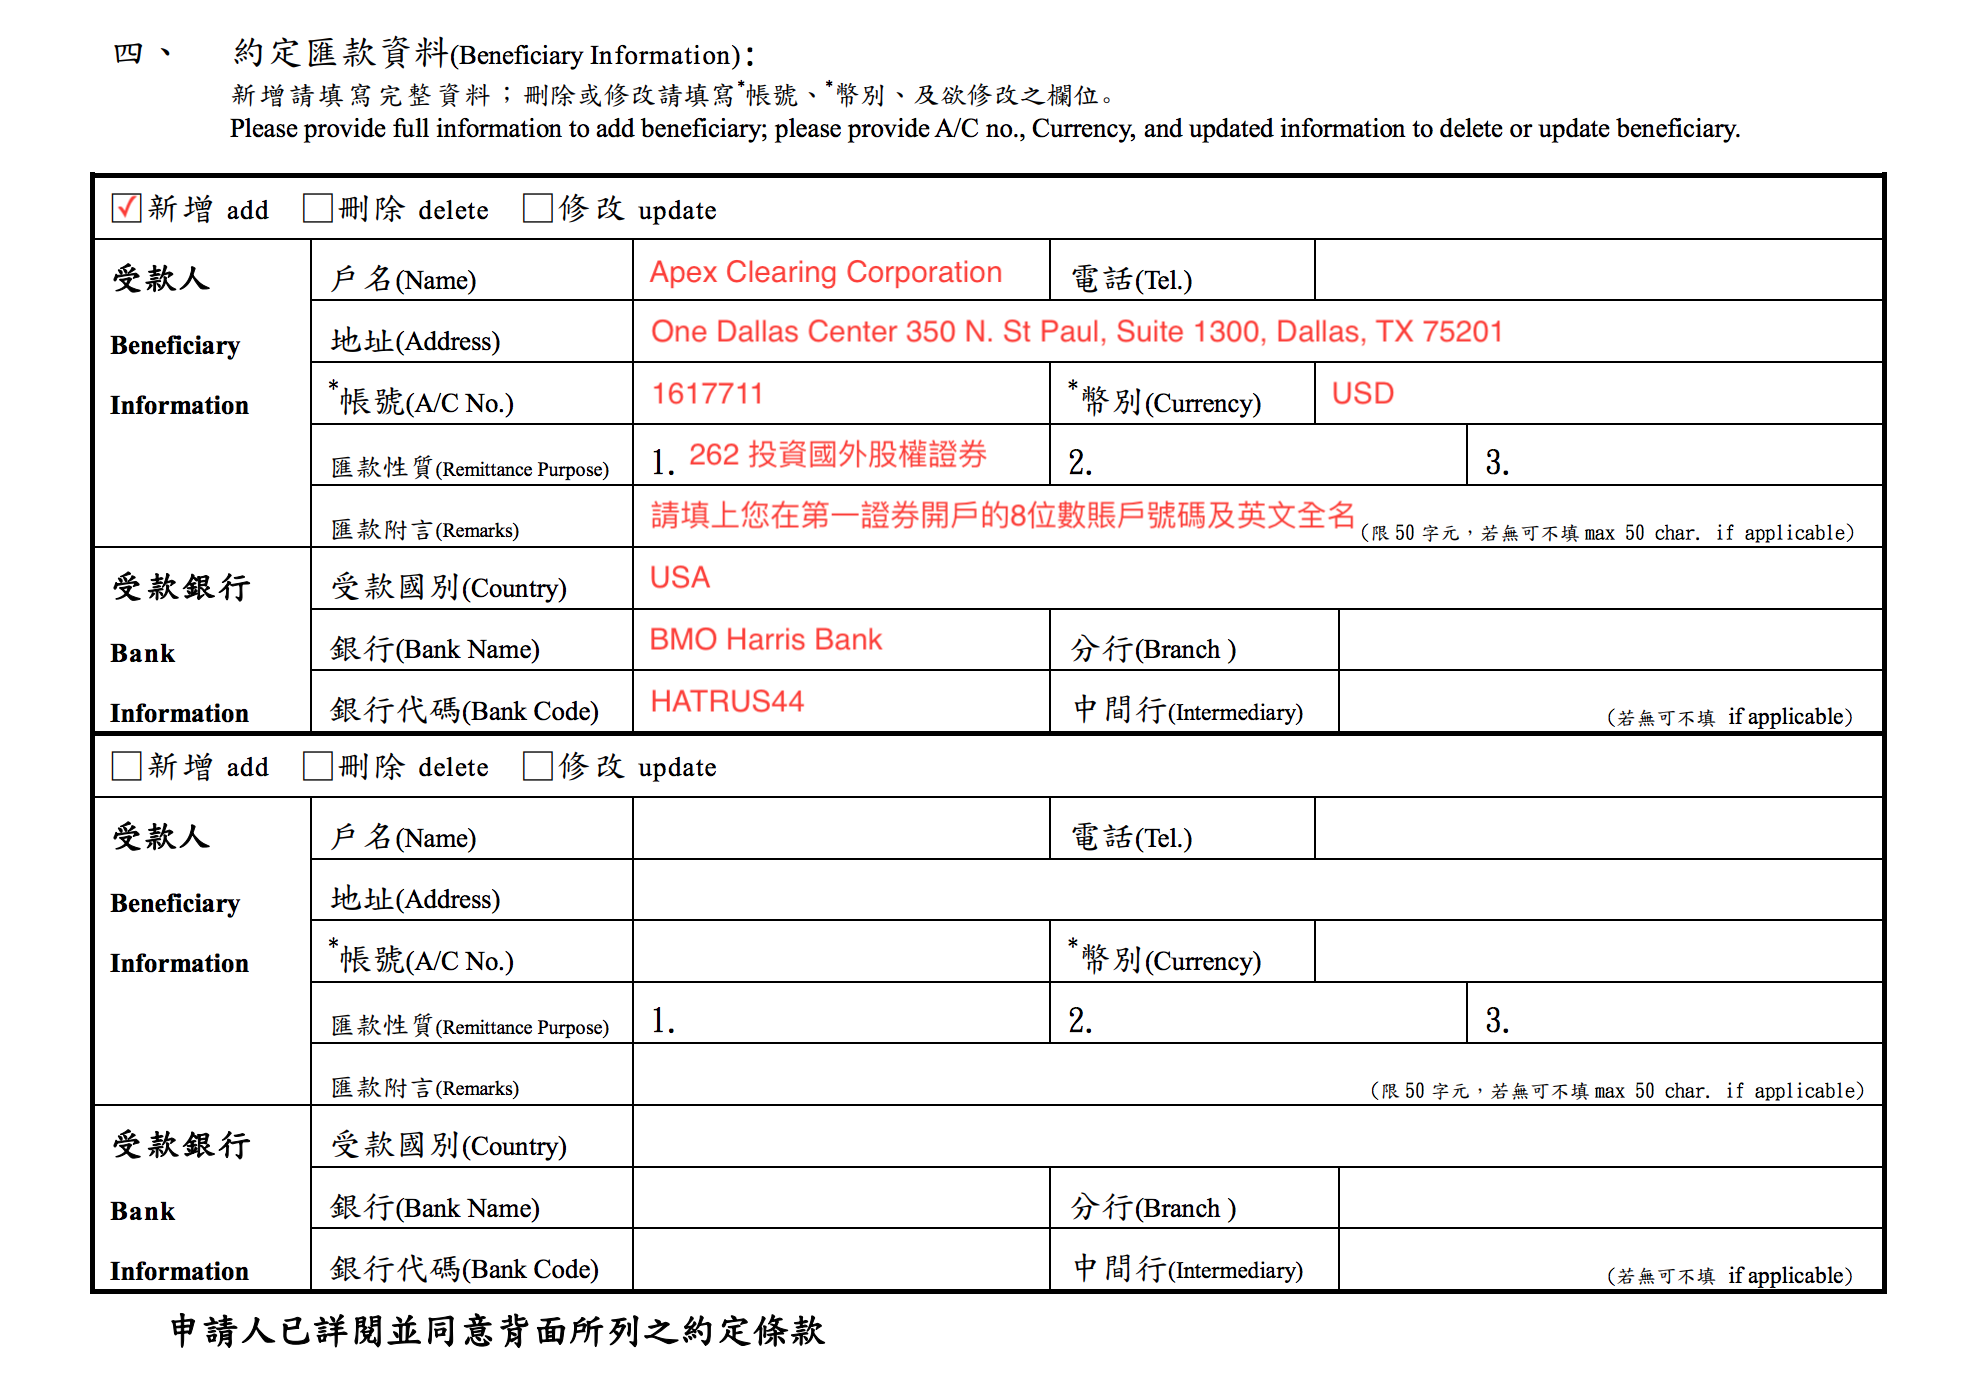 四、 約定匯款資料(Beneficiary Information)：
新增請填寫完整資料；刪除或修改請填寫*帳號、*幣別、及欲修改之欄位。
Please provide full information to add beneficiary; please provide A/C no., Currency, and updated information to delete or update beneficiary.
✓新增 add □刪除 delete □修改 update
受款人
Beneficiary
Information
戶名(Name) Apex Clearing Corporation 電話(Tel.)
地址(Address) One Dallas Center 350 N. St Paul, Suite 1300, Dallas, TX 75201
*帳號(A/C No.) 1617711 *幣別(Currency) USD
匯款性質(Remittance Purpose) 1. 262 投資國外股權證券 2. 3.
匯款附言(Remarks) 請填上您在第一證券開戶的8位數賬戶號碼及英文全名 (限 50 字元，若無可不填 max 50 char. if applicable)
受款銀行
Bank
Information
受款國別(Country) USA
銀行(Bank Name) BMO Harris Bank 分行(Branch )
銀行代碼(Bank Code) HATRUS44 中間行(Intermediary) (若無可不填 if applicable)
□新增 add □刪除 delete □修改 update
受款人
Beneficiary
Information
戶名(Name) 電話(Tel.)
地址(Address)
*帳號(A/C No.) *幣別(Currency)
匯款性質(Remittance Purpose) 1. 2. 3.
匯款附言(Remarks) (限 50 字元，若無可不填 max 50 char. if applicable)
受款銀行
Bank
Information
受款國別(Country)
銀行(Bank Name) 分行(Branch )
銀行代碼(Bank Code) 中間行(Intermediary) (若無可不填 if applicable)
申請人已詳閱並同意背面所列之約定條款